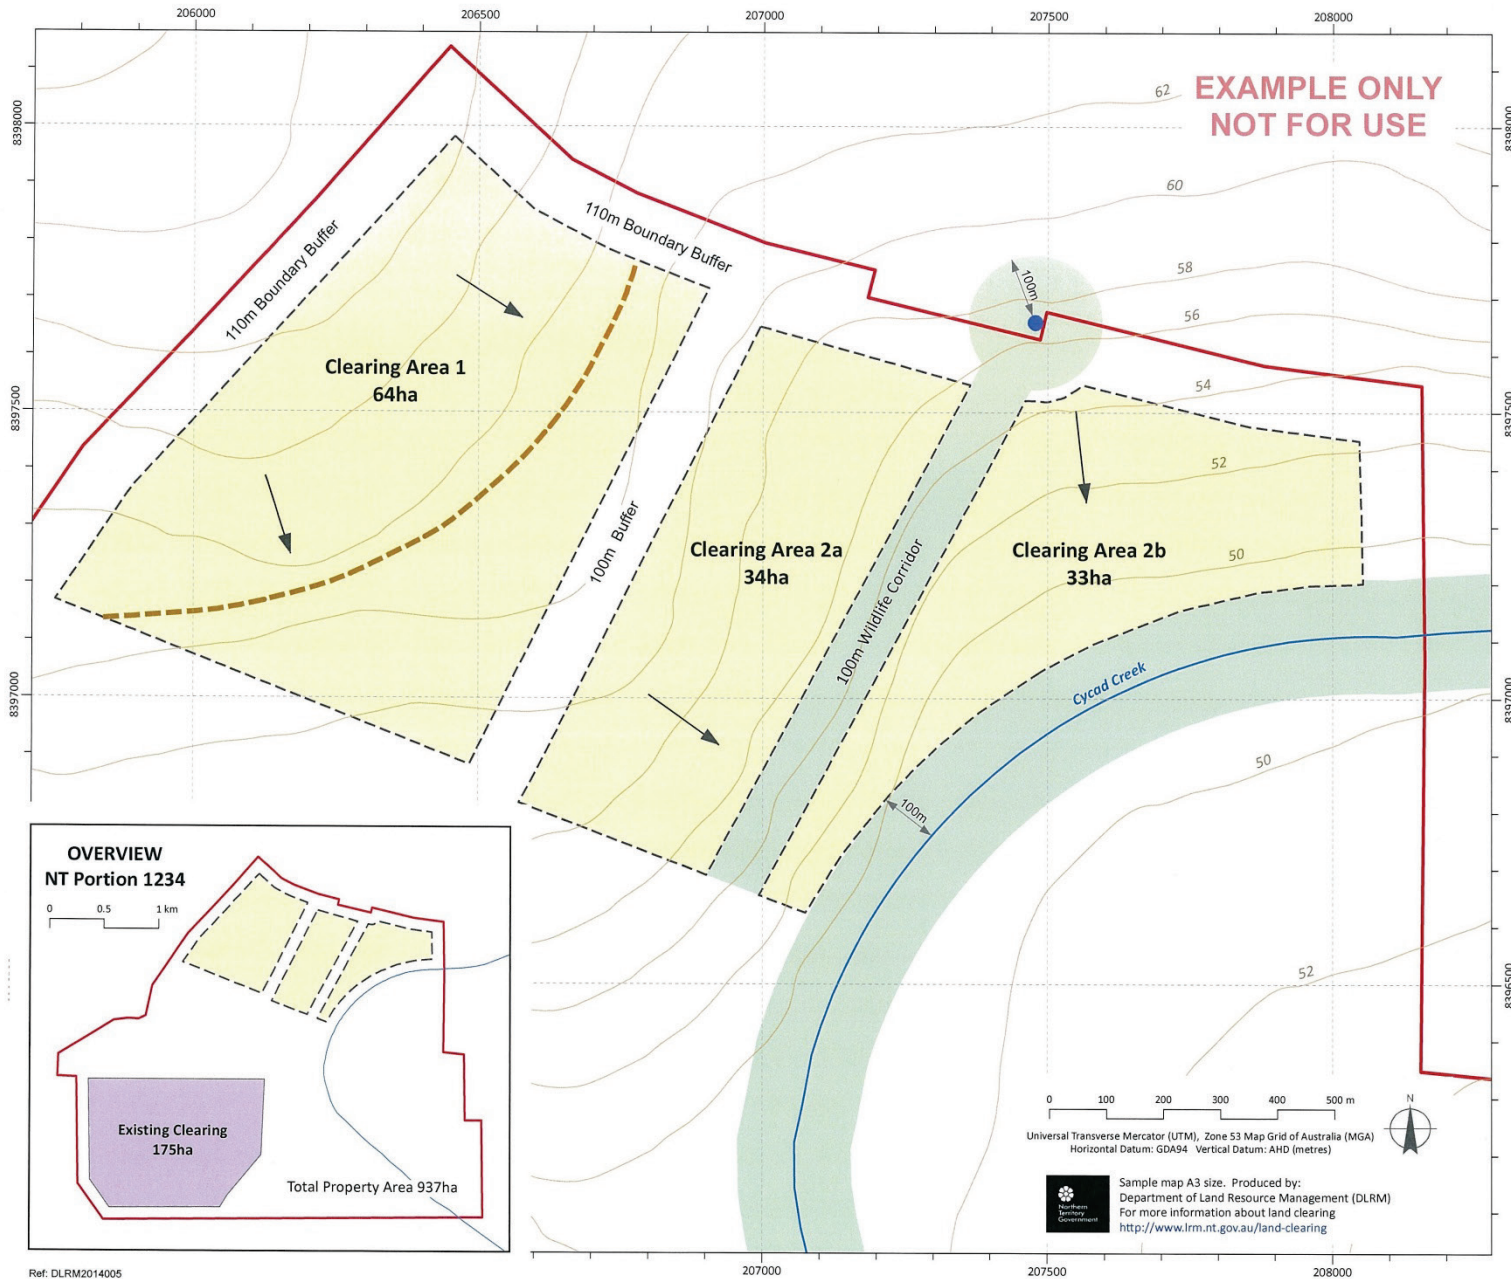 206000
206500
207000
207500
208000
EXAMPLE ONLY
NOT FOR USE
8398000
8398000
62
60
58
56
54
52
50
50
52
110m Boundary Buffer
110m Boundary Buffer
100m
Clearing Area 1
64ha
8397500
8397500
100m Buffer
Clearing Area 2a
34ha
100m Wildlife Corridor
Clearing Area 2b
33ha
Cycad Creek
100m
8397000
8397000
OVERVIEW
NT Portion 1234
0 0.5 1 km
Existing Clearing
175ha
Total Property Area 937ha
8396500
0 100 200 300 400 500 m
N
Universal Transverse Mercator (UTM), Zone 53 Map Grid of Australia (MGA)
Horizontal Datum: GDA94 Vertical Datum: AHD (metres)
Northern
Territory
Government
Sample map A3 size. Produced by:
Department of Land Resource Management (DLRM)
For more information about land clearing
http://www.lrm.nt.gov.au/land-clearing
207000
207500
208000
Ref: DLRM2014005